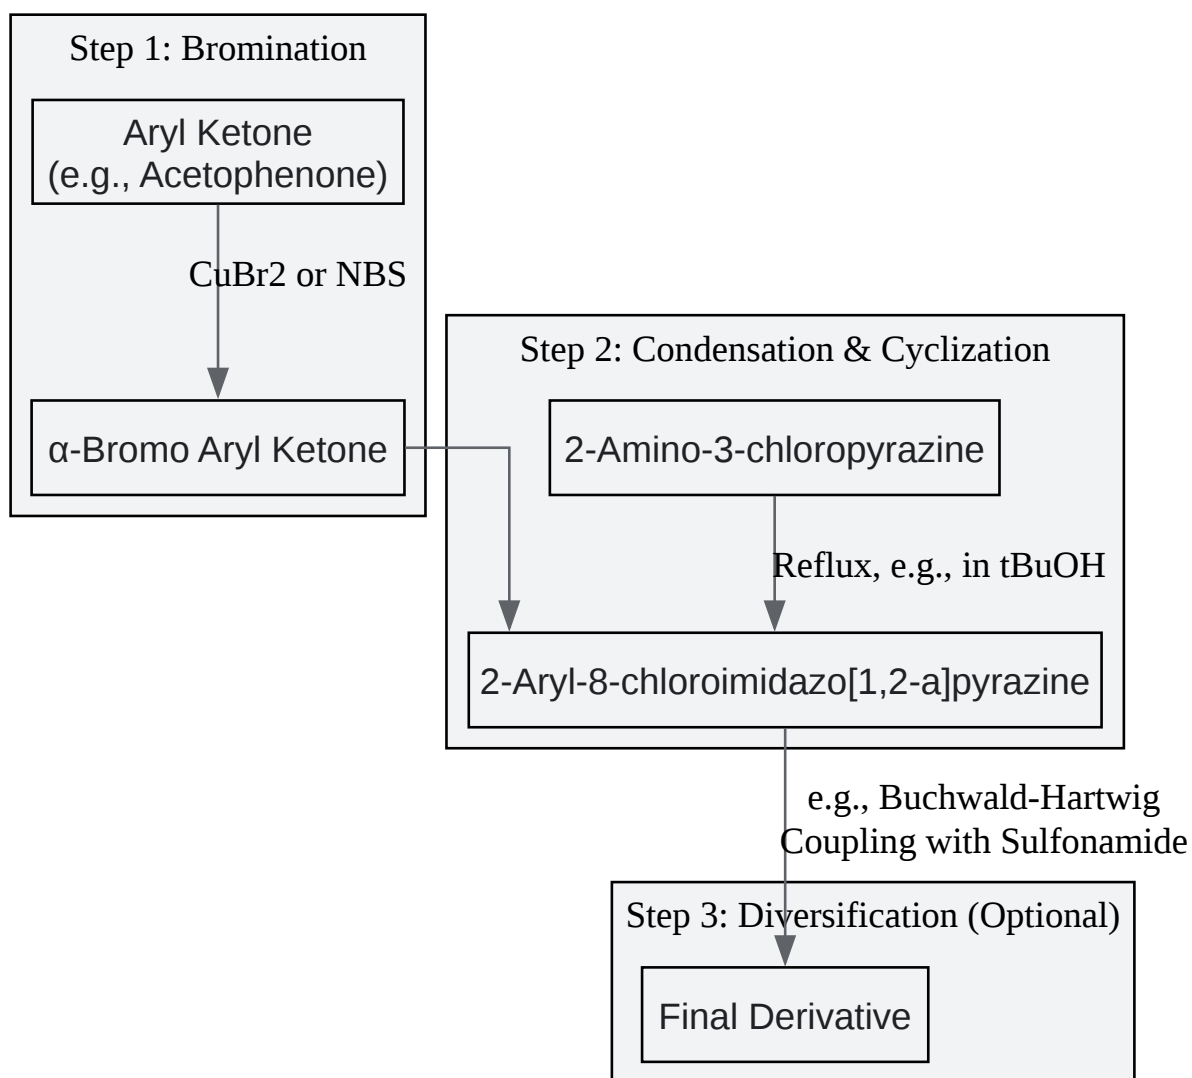 Step 1: Bromination
Aryl Ketone
(e.g., Acetophenone)
CuBr2 or NBS
α-Bromo Aryl Ketone
Step 2: Condensation & Cyclization
2-Amino-3-chloropyrazine
Reflux, e.g., in tBuOH
2-Aryl-8-chloroimidazo[1,2-a]pyrazine
e.g., Buchwald-Hartwig
Coupling with Sulfonamide
Step 3: Diversification (Optional)
Final Derivative